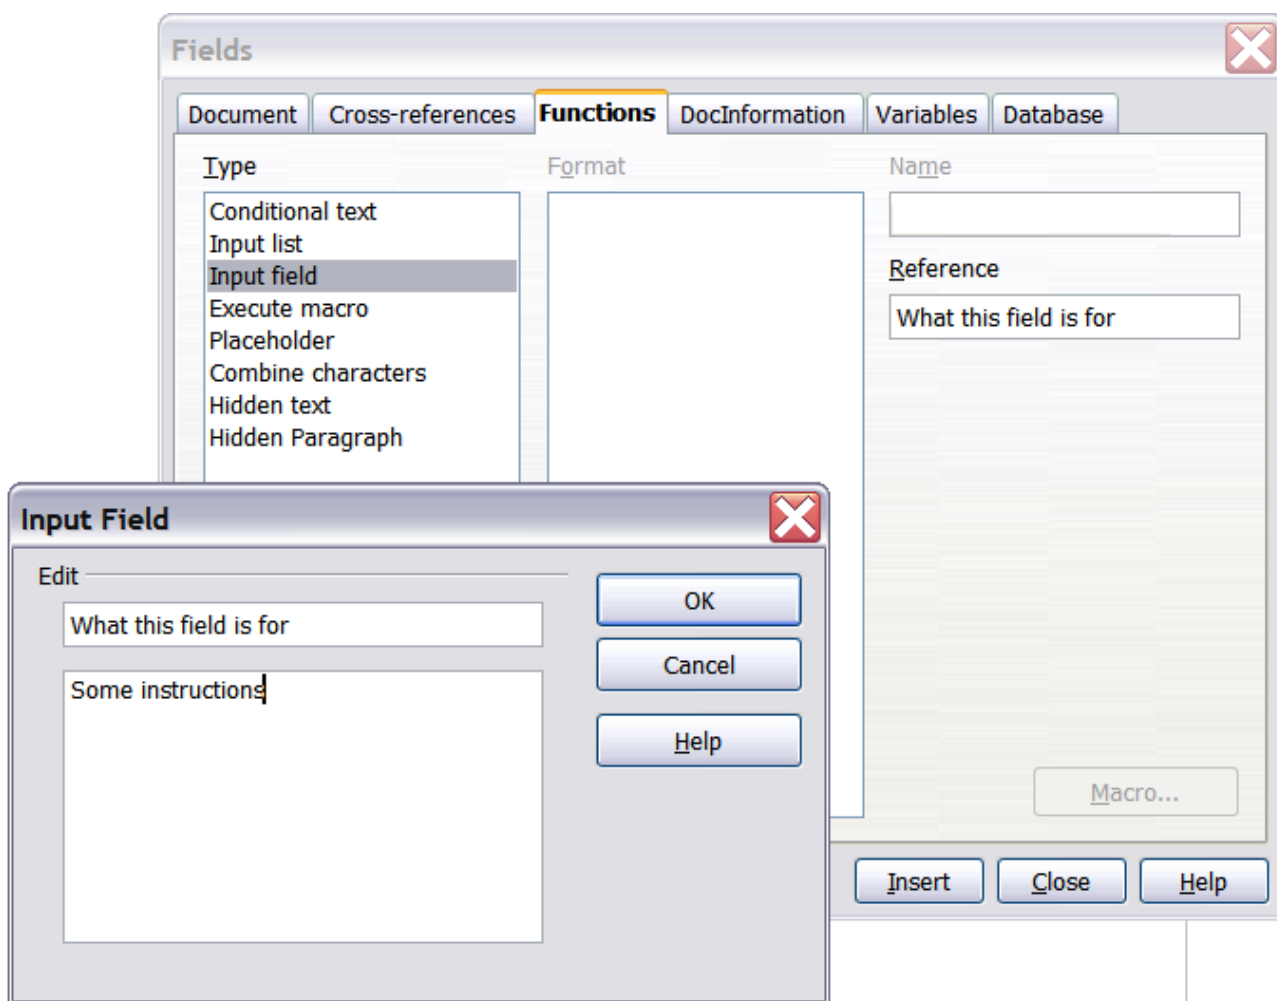 Fields
Document Cross-references Functions DocInformation Variables Database
Type Format Name
Conditional text
Input list
Input field
Execute macro
Placeholder
Combine characters
Hidden text
Hidden Paragraph
Reference
What this field is for
Macro...
Insert Close Help
Input Field
Edit
What this field is for
Some instructions
OK
Cancel
Help